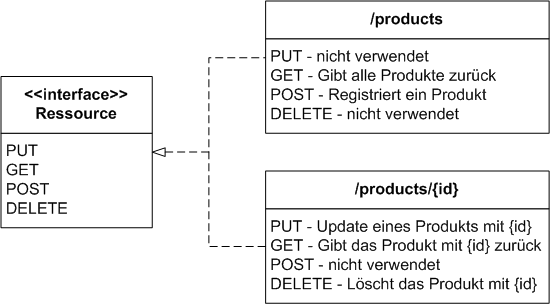 <<interface>>
Ressource
PUT
GET
POST
DELETE
/products
PUT - nicht verwendet
GET - Gibt alle Produkte zurück
POST - Registriert ein Produkt
DELETE - nicht verwendet
/products/{id}
PUT - Update eines Produkts mit {id}
GET - Gibt das Produkt mit {id} zurück
POST - nicht verwendet
DELETE - Löscht das Produkt mit {id}